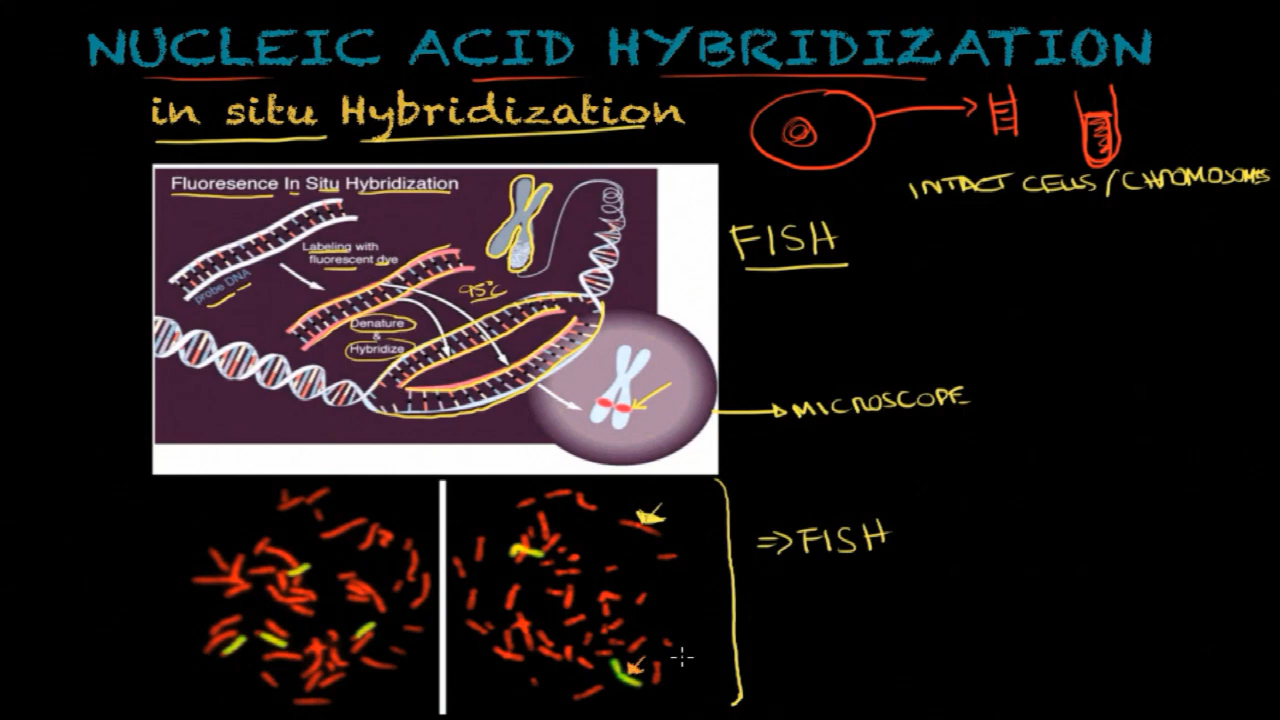 NUCLEIC ACID HYBRIDIZATION
in situ Hybridization
INTACT CELLS/CHROMOSOMES
Fluoresence In Situ Hybridization
Labeling with
fluorescent dye
probe DNA
FISH
95°C
Denature
&
Hybridize
MICROSCOPE
⇒FISH